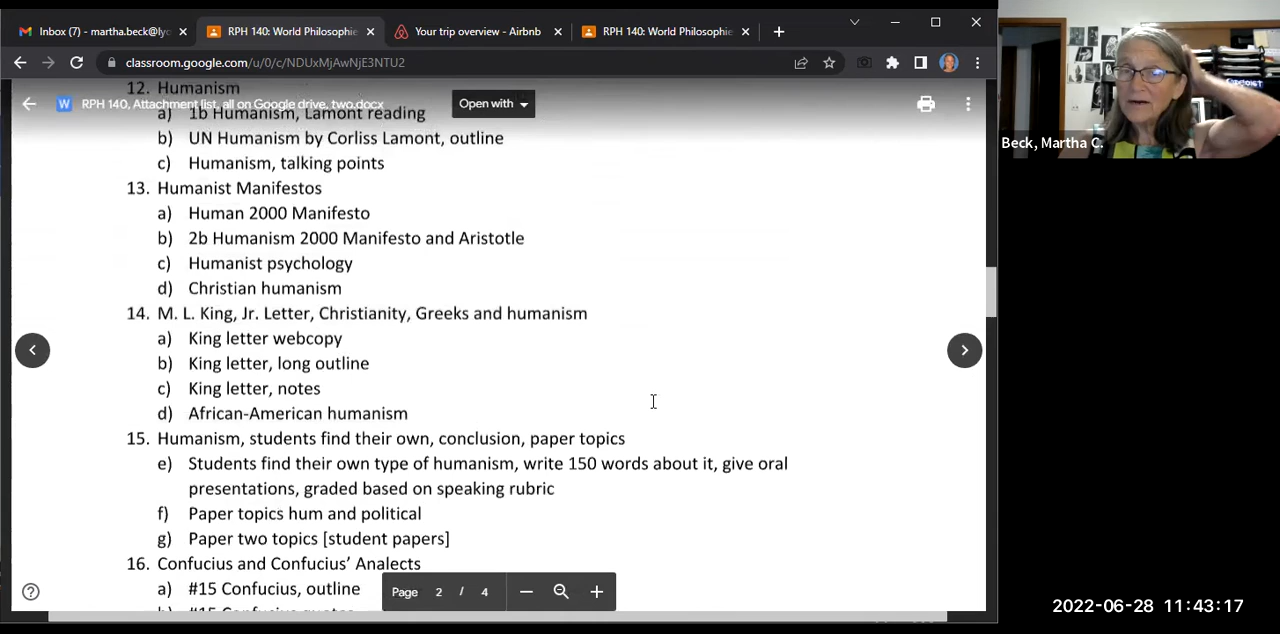 Inbox (7) - martha.beck@lyo
RPH 140: World Philosophie
Your trip overview - Airbnb
RPH 140: World Philosophie
classroom.google.com/u/0/c/NDUxMjAwNjE3NTU2
12. Humanism
W RPH 140, Attachment list, all on Google drive, two.docx
Open with
a) 1b Humanism, Lamont reading
b) UN Humanism by Corliss Lamont, outline
c) Humanism, talking points
13. Humanist Manifestos
a) Human 2000 Manifesto
b) 2b Humanism 2000 Manifesto and Aristotle
c) Humanist psychology
d) Christian humanism
14. M. L. King, Jr. Letter, Christianity, Greeks and humanism
a) King letter webcopy
b) King letter, long outline
c) King letter, notes
d) African-American humanism
15. Humanism, students find their own, conclusion, paper topics
e) Students find their own type of humanism, write 150 words about it, give oral
presentations, graded based on speaking rubric
f) Paper topics hum and political
g) Paper two topics [student papers]
16. Confucius and Confucius' Analects
a) #15 Confucius, outline
Page 2 / 4
Beck, Martha C.
2022-06-28 11:43:17